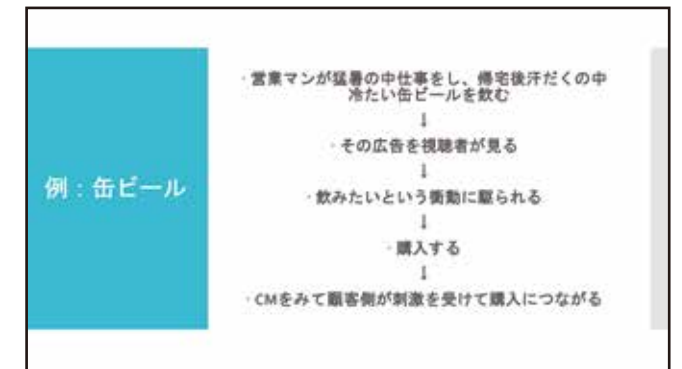 例：缶ビール
・営業マンが猛暑の中仕事をし、帰宅後汗だくの中
冷たい缶ビールを飲む
↓
・その広告を視聴者が見る
↓
・飲みたいという衝動に駆られる
↓
・購入する
↓
・CMをみて顧客側が刺激を受けて購入につながる